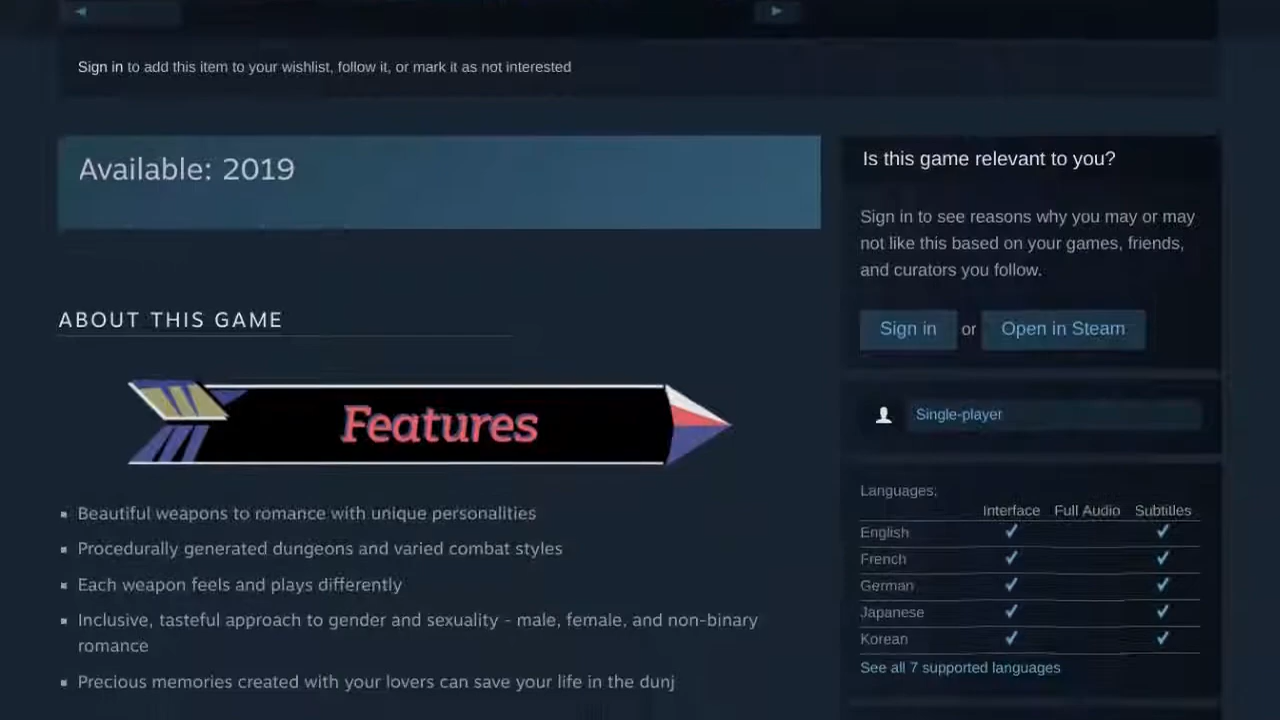 Sign in to add this item to your wishlist, follow it, or mark it as not interested
Available: 2019
ABOUT THIS GAME
Features
Beautiful weapons to romance with unique personalities
Procedurally generated dungeons and varied combat styles
Each weapon feels and plays differently
Inclusive, tasteful approach to gender and sexuality - male, female, and non-binary
romance
Precious memories created with your lovers can save your life in the dunj
Is this game relevant to you?
Sign in to see reasons why you may or may
not like this based on your games, friends,
and curators you follow.
Sign in or Open in Steam
Single-player
Languages:
Interface Full Audio Subtitles
English ✔ ✔
French ✔ ✔
German ✔ ✔
Japanese ✔ ✔
Korean ✔ ✔
See all 7 supported languages